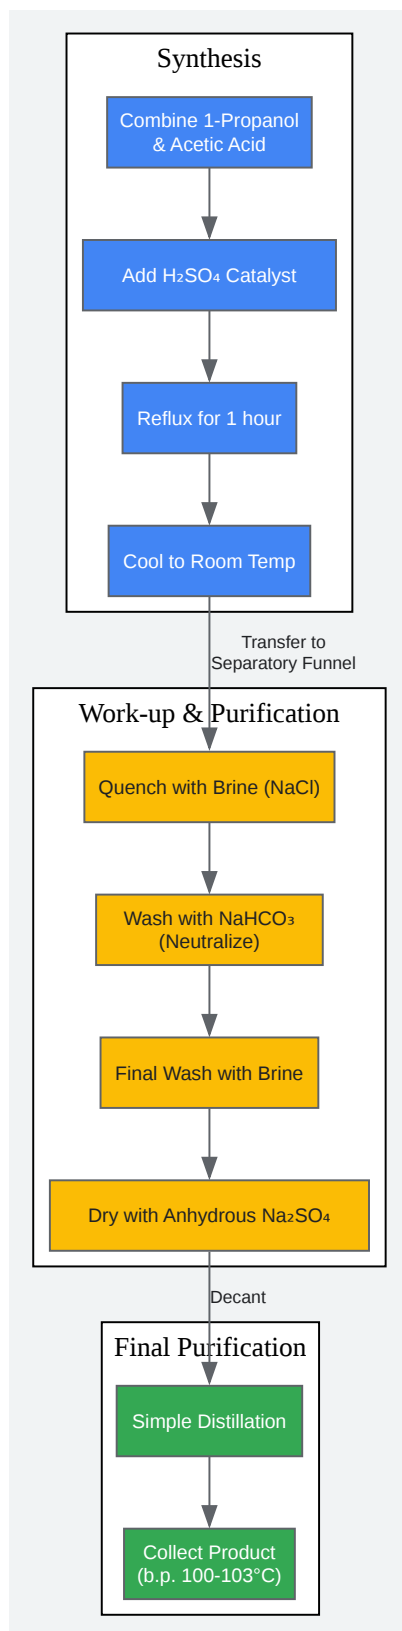 Synthesis
Combine 1-Propanol
& Acetic Acid
Add H₂SO₄ Catalyst
Reflux for 1 hour
Cool to Room Temp
Transfer to
Separatory Funnel
Work-up & Purification
Quench with Brine (NaCl)
Wash with NaHCO₃
(Neutralize)
Final Wash with Brine
Dry with Anhydrous Na₂SO₄
Decant
Final Purification
Simple Distillation
Collect Product
(b.p. 100-103°C)